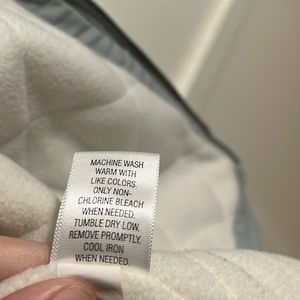 MACHINE WASH
WARM WITH
LIKE COLORS.
ONLY NON-
CHLORINE BLEACH
WHEN NEEDED.
TUMBLE DRY LOW.
REMOVE PROMPTLY.
COOL IRON
WHEN NEEDED.